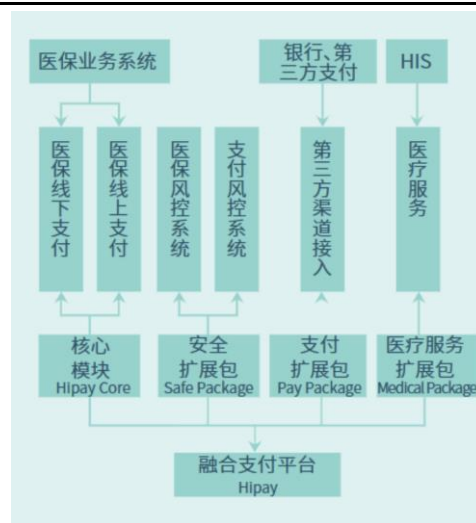 医保业务系统
银行、第
三方支付
HIS
医保线下支付
医保线上支付
医保风控系统
支付风控系统
第三方渠道接入
医疗服务
核心
模块
Hipay Core
安全
扩展包
Safe Package
支付
扩展包
Pay Package
医疗服务
扩展包
Medical Package
融合支付平台
Hipay